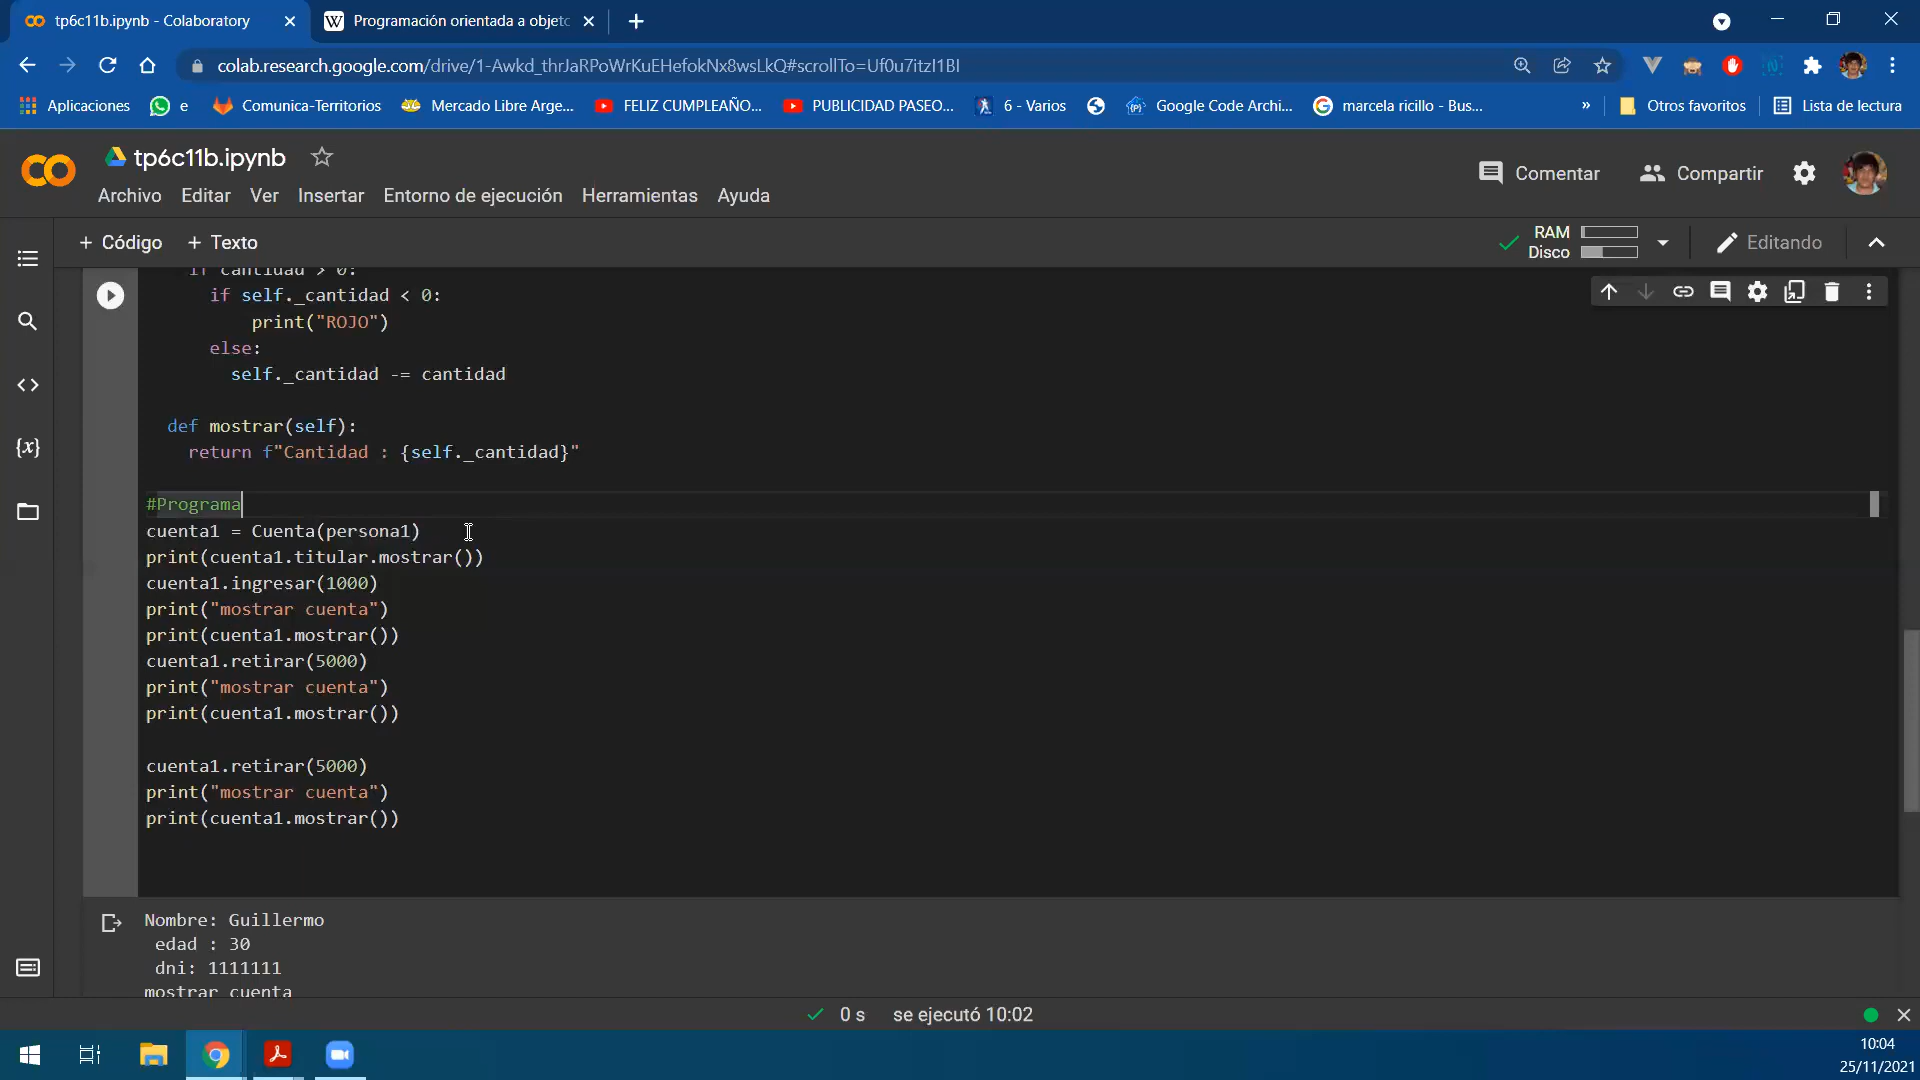 tp6c11b.ipynb - Colaboratory
Programación orientada a objeto
colab.research.google.com/drive/1-Awkd_thrJaRPoWrKuEHefokNx8wsLkQ#scrollTo=Uf0u7itzI1BI
Aplicaciones
e
Comunica-Territorios
Mercado Libre Arge...
FELIZ CUMPLEAÑO...
PUBLICIDAD PASEO...
6 - Varios
Google Code Archi...
marcela ricillo - Bus...
»
Otros favoritos
Lista de lectura
tp6c11b.ipynb
Comentar
Compartir
Archivo Editar Ver Insertar Entorno de ejecución Herramientas Ayuda
+ Código + Texto
RAM
Disco
Editando
if cantidad > 0:
if self._cantidad < 0:
print("ROJO")
else:
self._cantidad -= cantidad
def mostrar(self):
return f"Cantidad : {self._cantidad}"
#Programa
cuenta1 = Cuenta(persona1)
print(cuenta1.titular.mostrar())
cuenta1.ingresar(1000)
print("mostrar cuenta")
print(cuenta1.mostrar())
cuenta1.retirar(5000)
print("mostrar cuenta")
print(cuenta1.mostrar())
cuenta1.retirar(5000)
print("mostrar cuenta")
print(cuenta1.mostrar())
Nombre: Guillermo
edad : 30
dni: 1111111
mostrar cuenta
0 s se ejecutó 10:02
10:04
25/11/2021